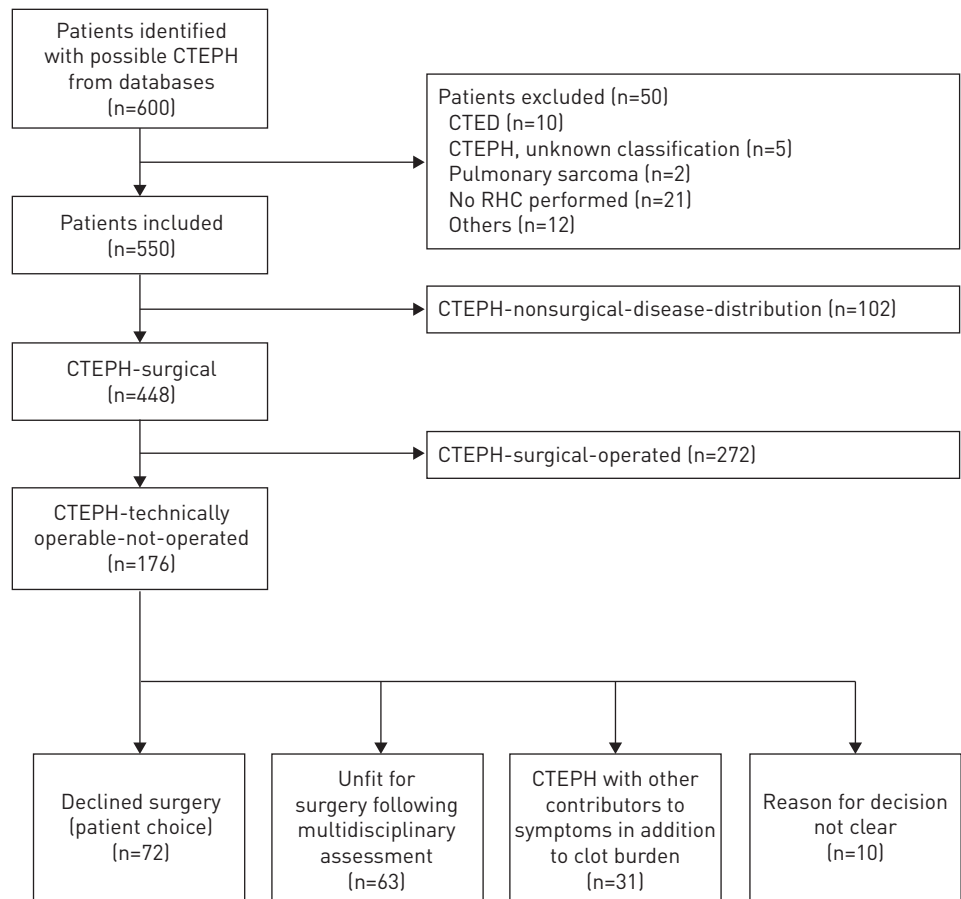 Patients identified
with possible CTEPH
from databases
(n=600)
Patients excluded (n=50)
CTED (n=10)
CTEPH, unknown classification (n=5)
Pulmonary sarcoma (n=2)
No RHC performed (n=21)
Others (n=12)
Patients included
(n=550)
CTEPH-nonsurgical-disease-distribution (n=102)
CTEPH-surgical
(n=448)
CTEPH-surgical-operated (n=272)
CTEPH-technically
operable-not-operated
(n=176)
Declined surgery
(patient choice)
(n=72)
Unfit for
surgery following
multidisciplinary
assessment
(n=63)
CTEPH with other
contributors to
symptoms in addition
to clot burden
(n=31)
Reason for decision
not clear
(n=10)